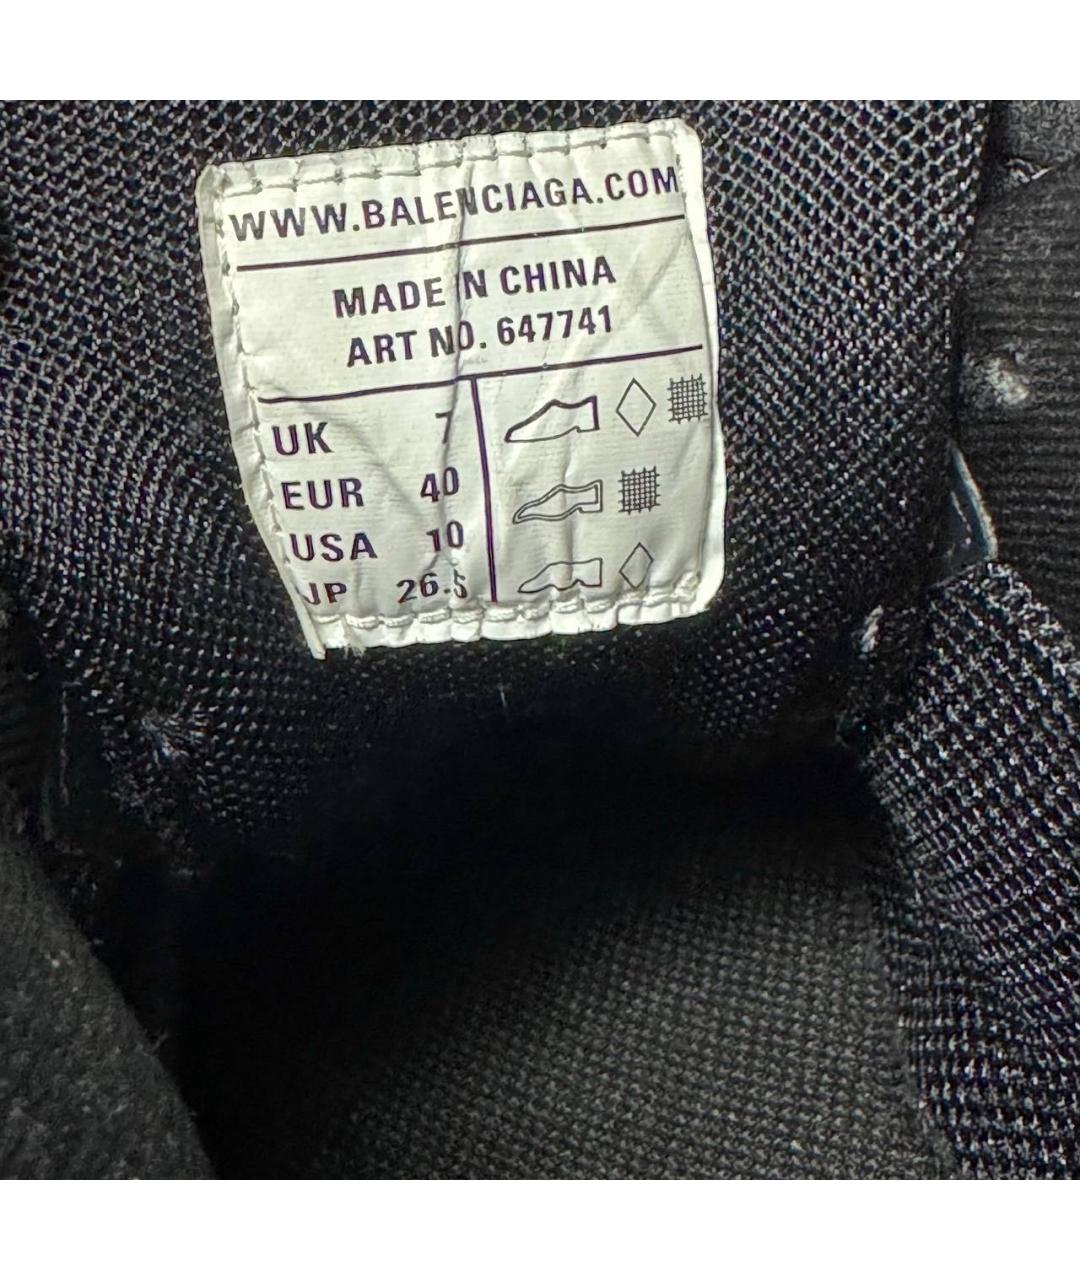 WWW.BALENCIAGA.COM
MADE IN CHINA
ART NO. 647741
UK 7
EUR 40
USA 10
JP 26.5